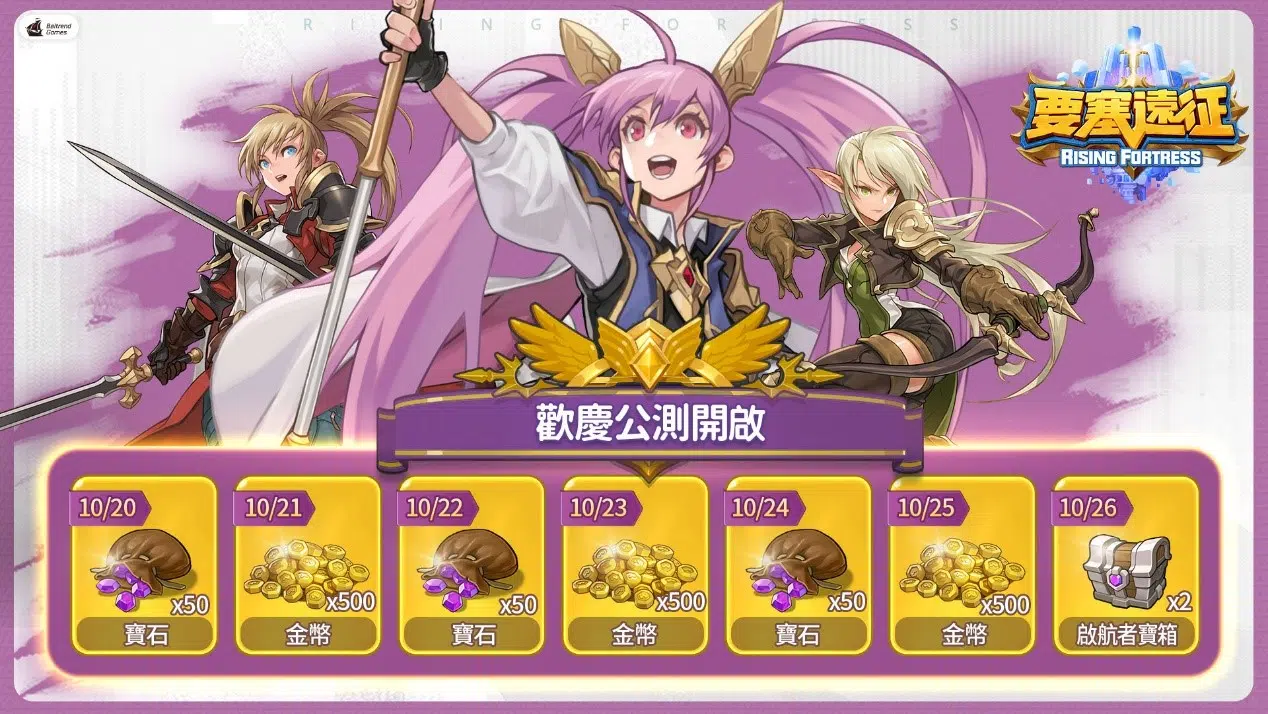 Baitrend
Games
RISING FORTRESS
要塞遠征
RISING FORTRESS
歡慶公測開啟
10/20
x50
寶石
10/21
x500
金幣
10/22
x50
寶石
10/23
x500
金幣
10/24
x50
寶石
10/25
x500
金幣
10/26
x2
啟航者寶箱